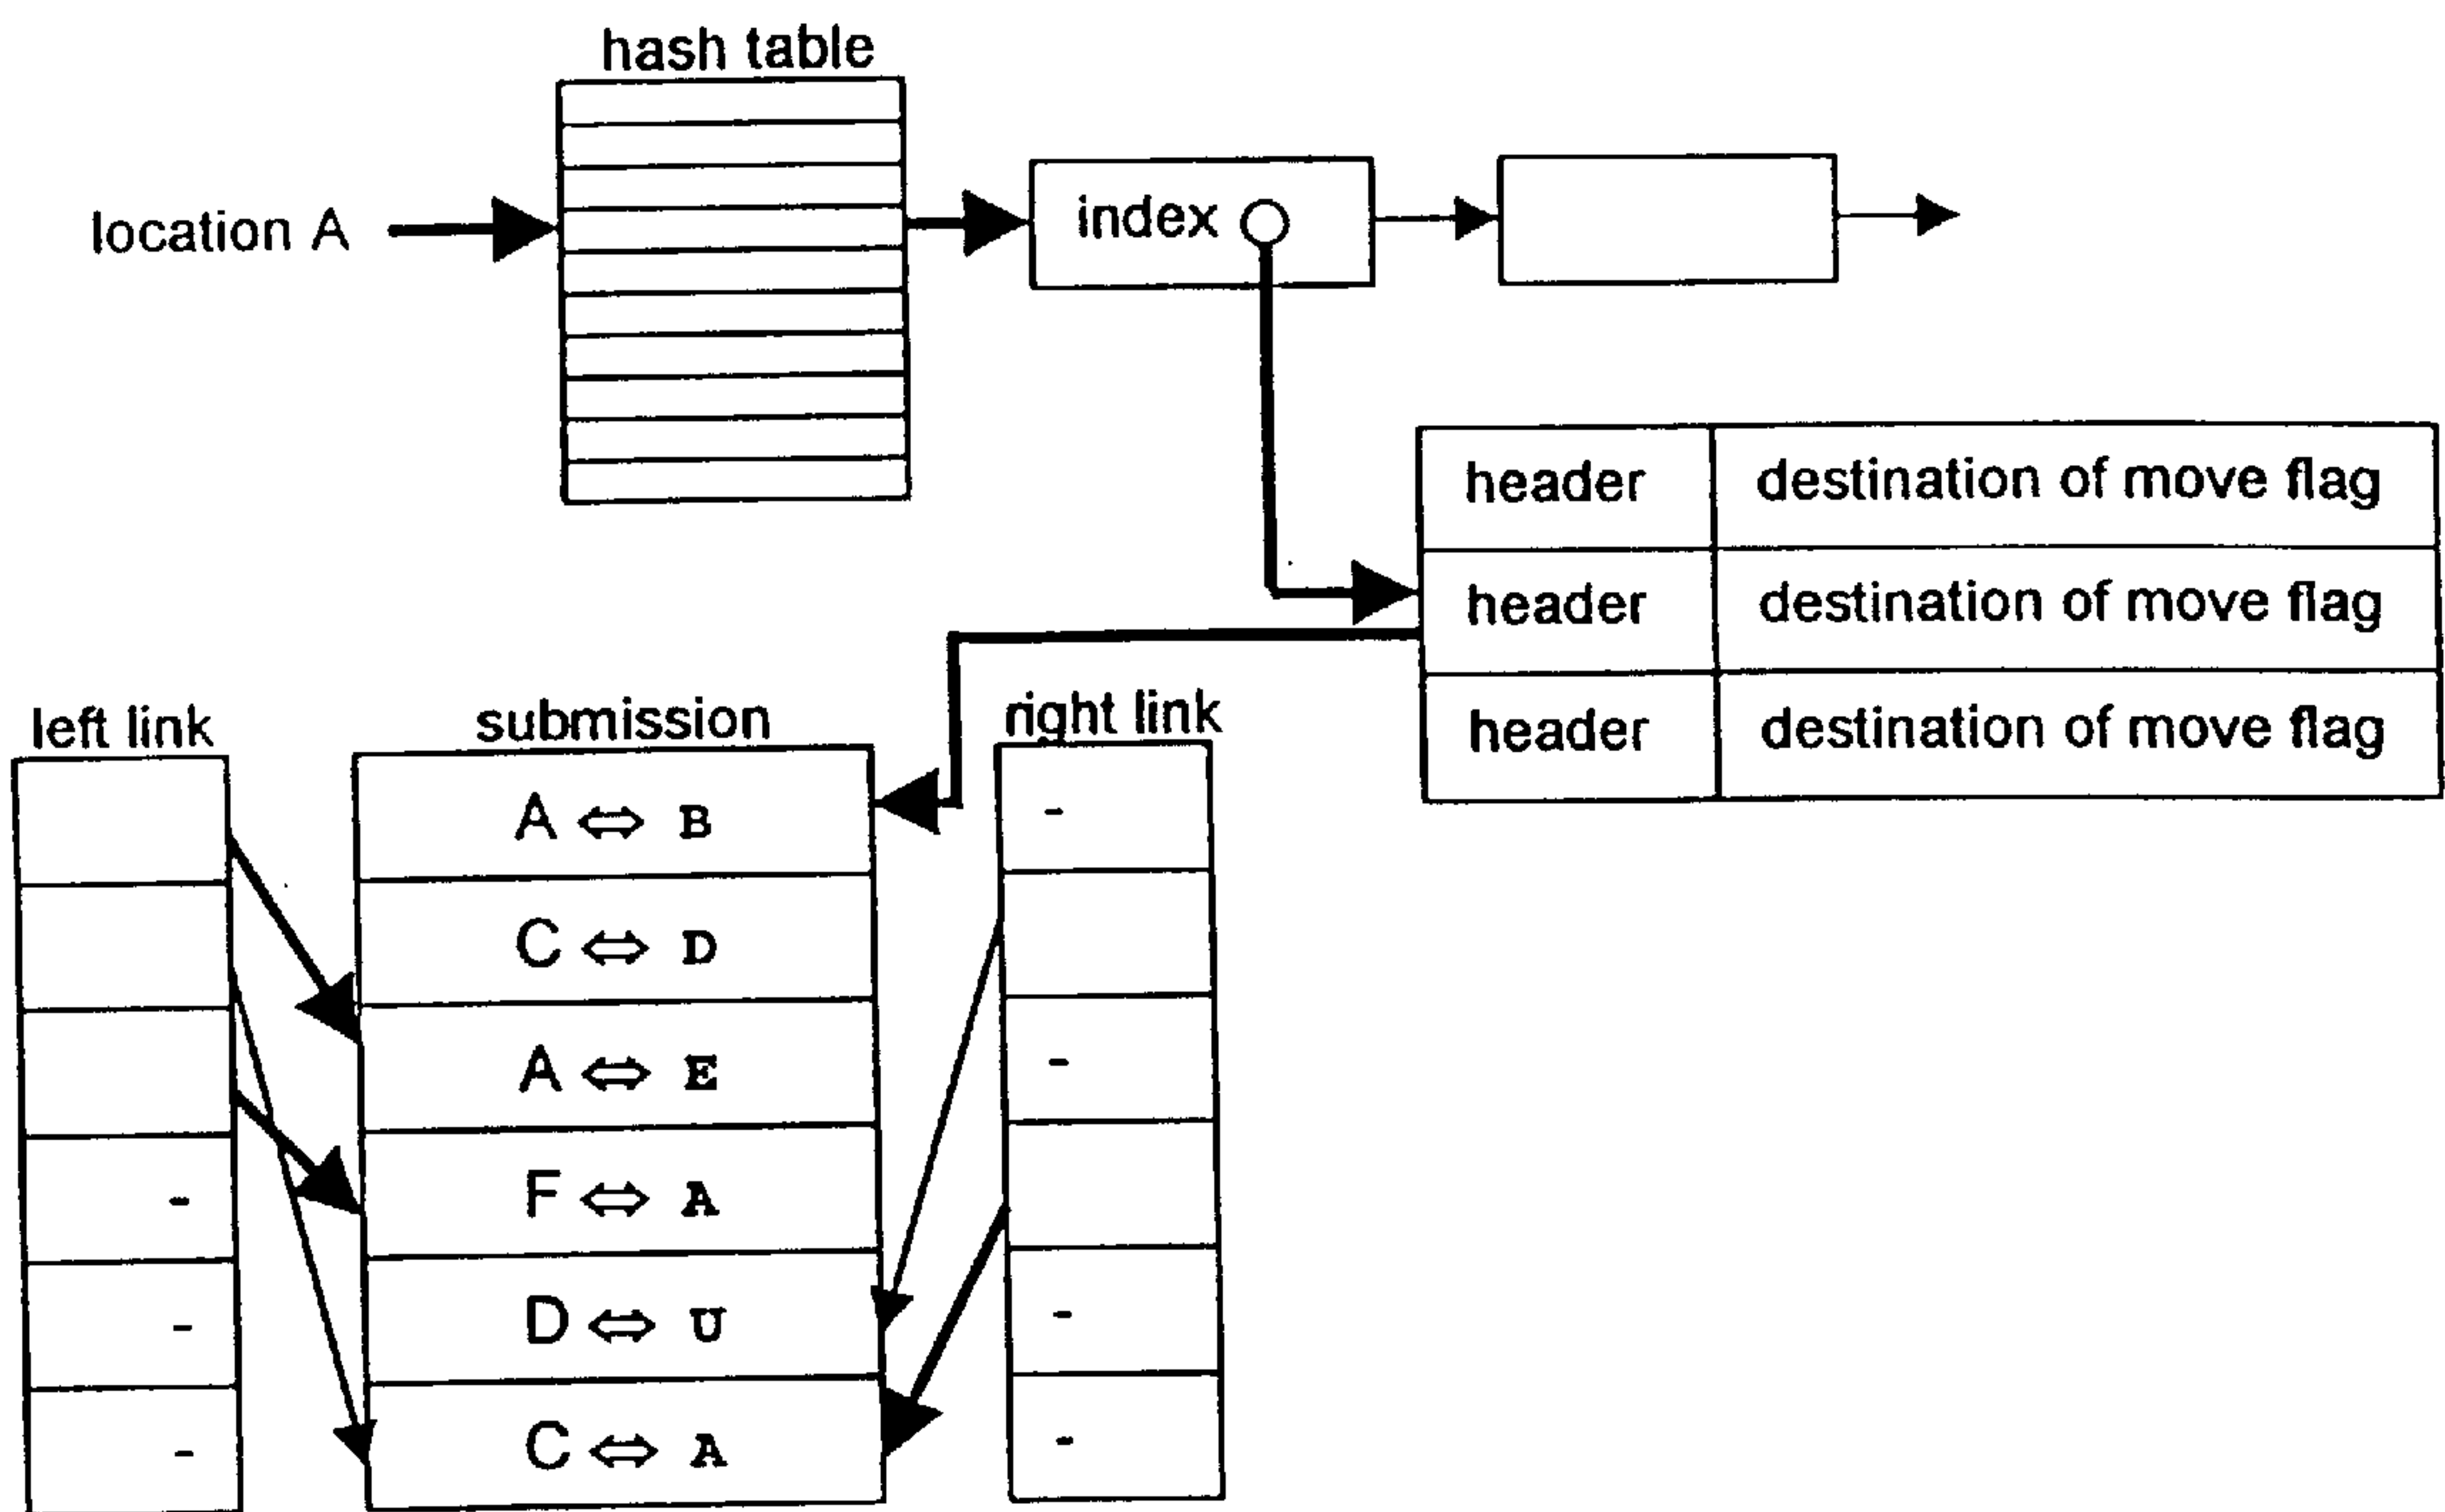 hash table
location A
index
header destination of move flag
header destination of move flag
header destination of move flag
left link
submission
right link
A ⇔ B
-
C ⇔ D
A ⇔ E
-
-
F ⇔ A
-
D ⇔ U
-
-
C ⇔ A
-